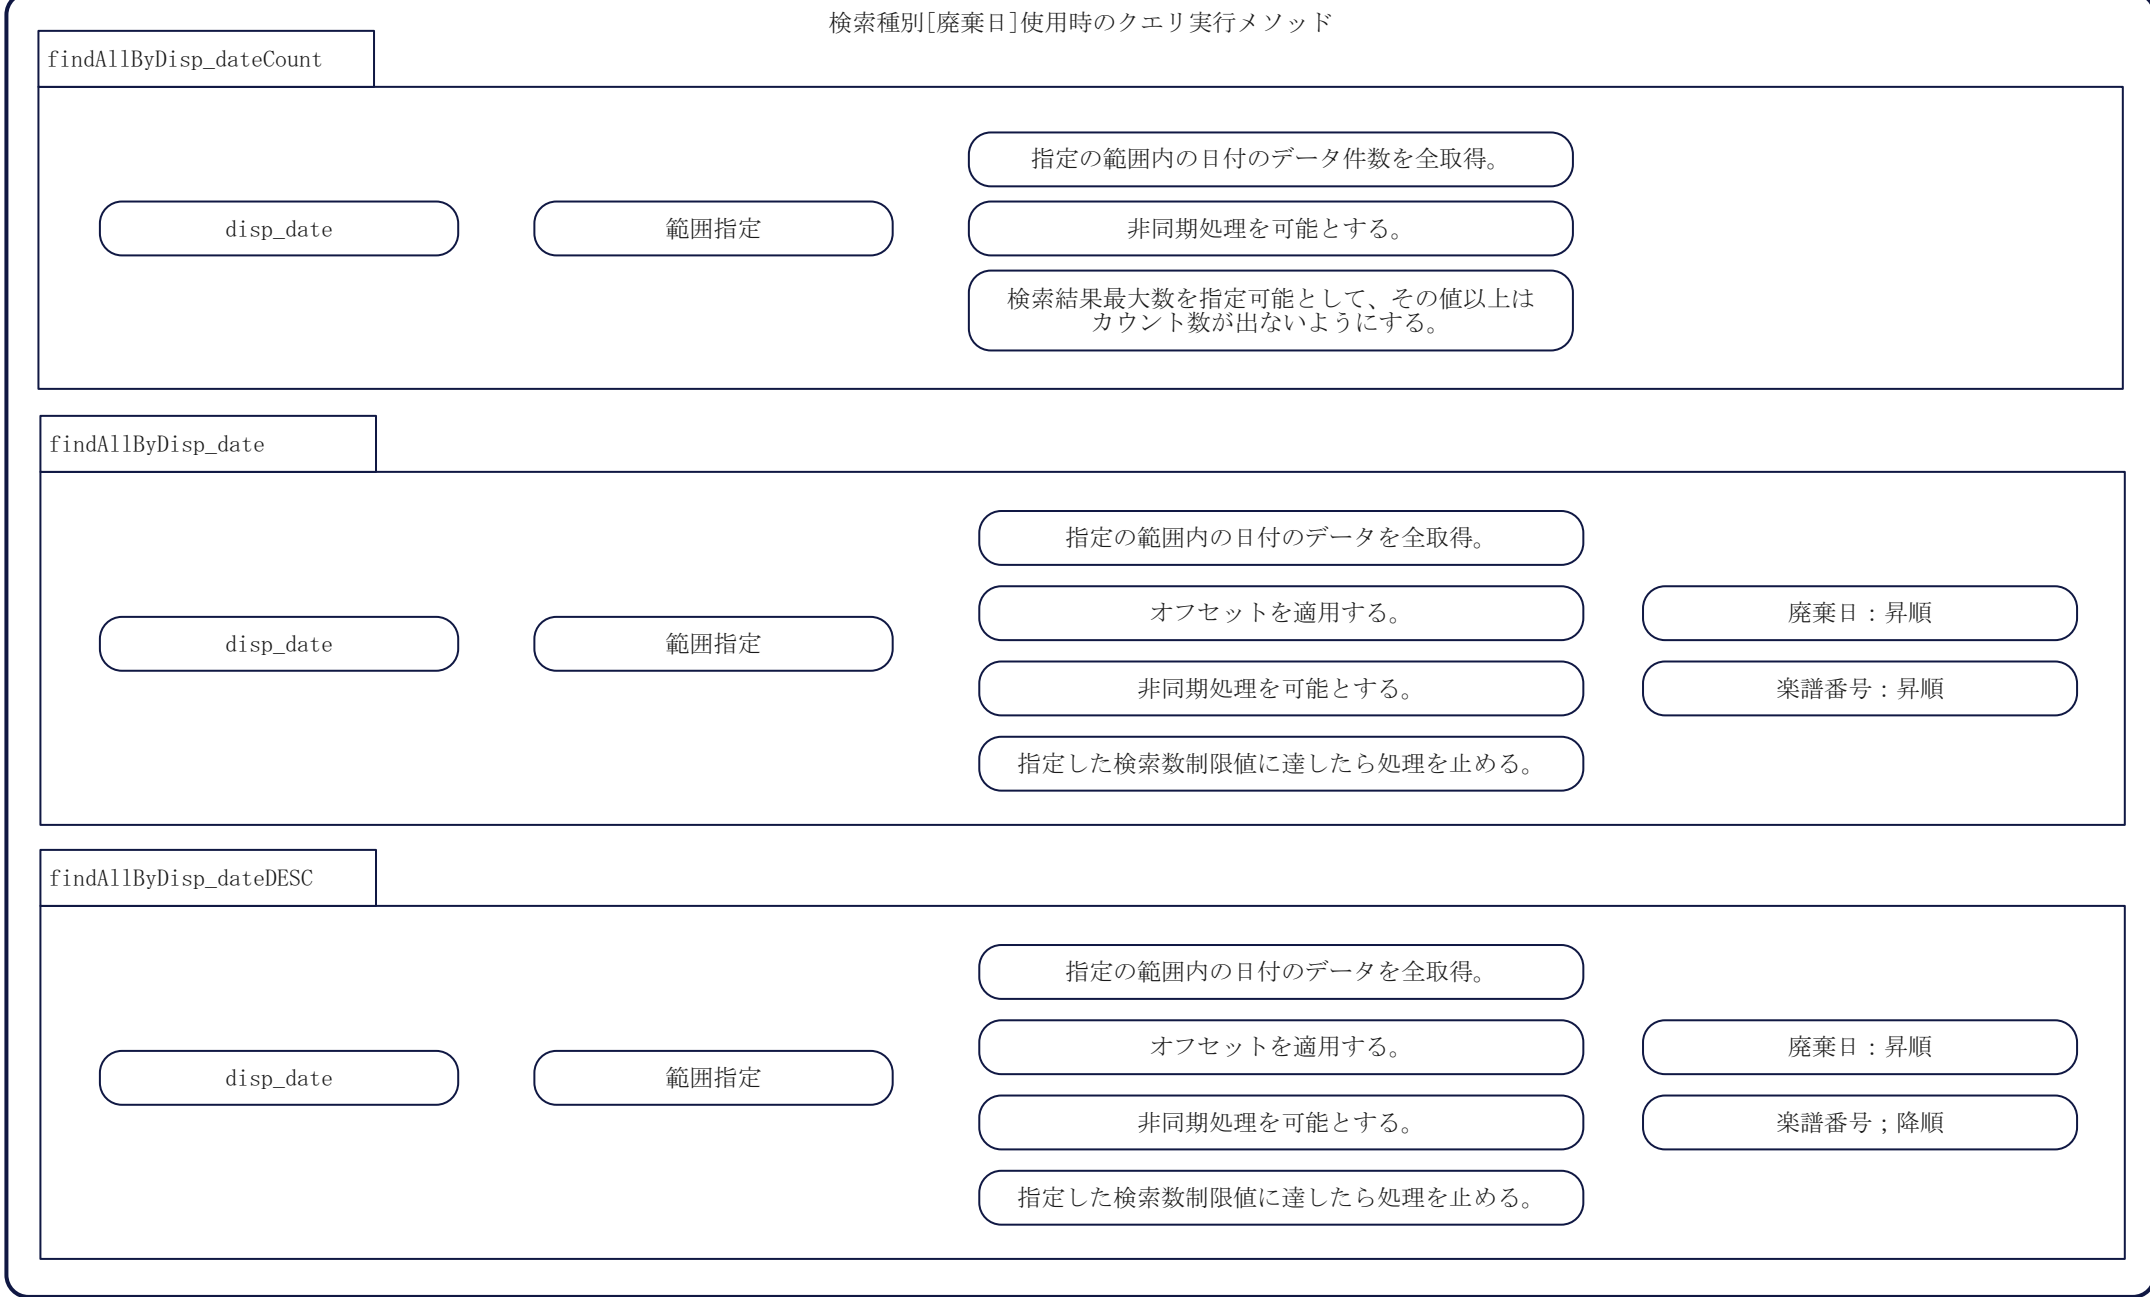 検索種別[廃棄日]使用時のクエリ実行メソッド
findAllByDisp_dateCount
disp_date
範囲指定
指定の範囲内の日付のデータ件数を全取得。
非同期処理を可能とする。
検索結果最大数を指定可能として、その値以上は
カウント数が出ないようにする。
findAllByDisp_date
disp_date
範囲指定
指定の範囲内の日付のデータを全取得。
オフセットを適用する。
非同期処理を可能とする。
指定した検索数制限値に達したら処理を止める。
廃棄日：昇順
楽譜番号：昇順
findAllByDisp_dateDESC
disp_date
範囲指定
指定の範囲内の日付のデータを全取得。
オフセットを適用する。
非同期処理を可能とする。
指定した検索数制限値に達したら処理を止める。
廃棄日：昇順
楽譜番号；降順